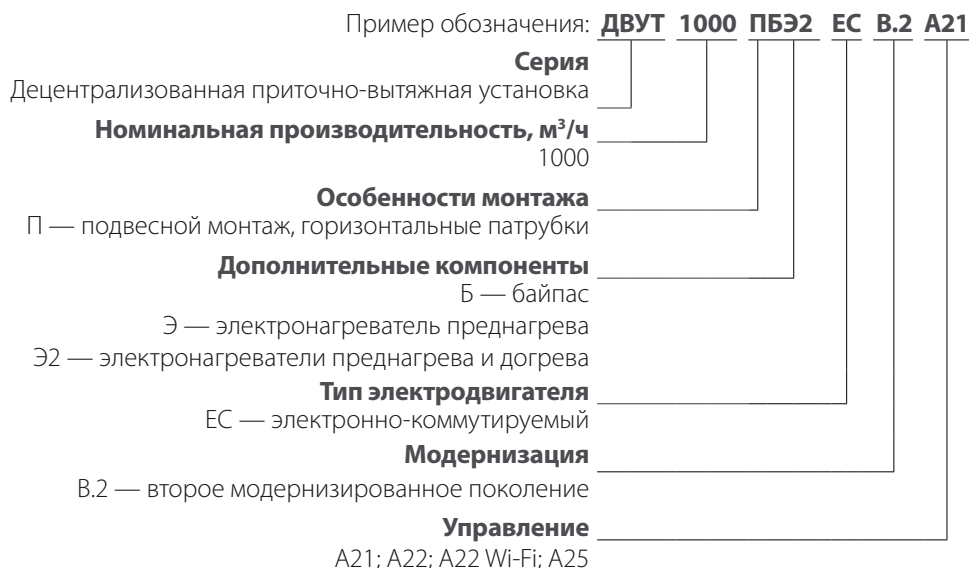 Пример обозначения: ДВУТ 1000 ПБЭ2 ЕС В.2 А21
Серия
Децентрализованная приточно-вытяжная установка
Номинальная производительность, м³/ч
1000
Особенности монтажа
П — подвесной монтаж, горизонтальные патрубки
Дополнительные компоненты
Б — байпас
Э — электронагреватель преднагрева
Э2 — электронагреватели преднагрева и догрева
Тип электродвигателя
ЕС — электронно-коммутируемый
Модернизация
В.2 — второе модернизированное поколение
Управление
А21; А22; А22 Wi-Fi; А25